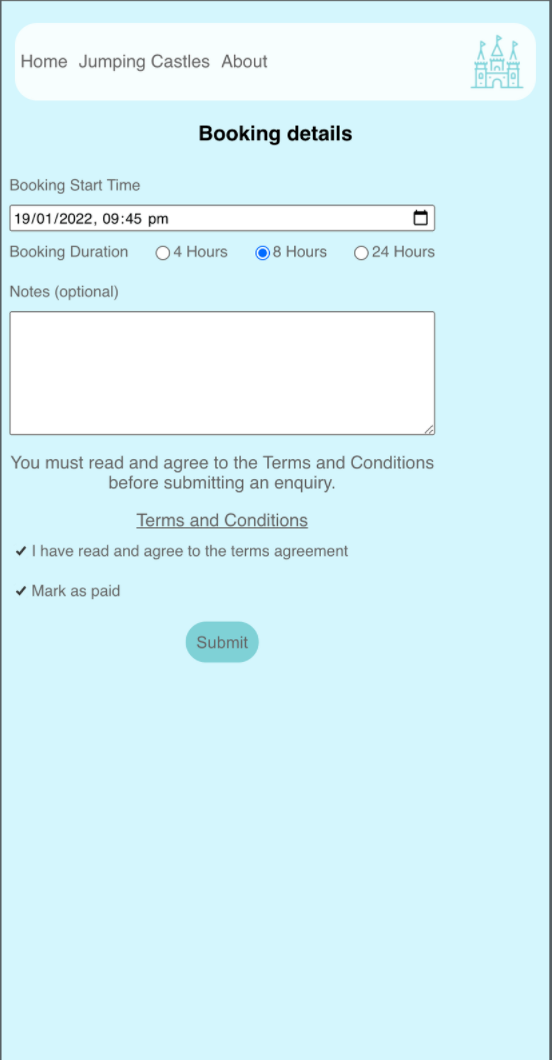 Home Jumping Castles About
Booking details
Booking Start Time
19/01/2022, 09:45 pm
Booking Duration 4 Hours 8 Hours 24 Hours
Notes (optional)
You must read and agree to the Terms and Conditions
before submitting an enquiry.
Terms and Conditions
I have read and agree to the terms agreement
Mark as paid
Submit